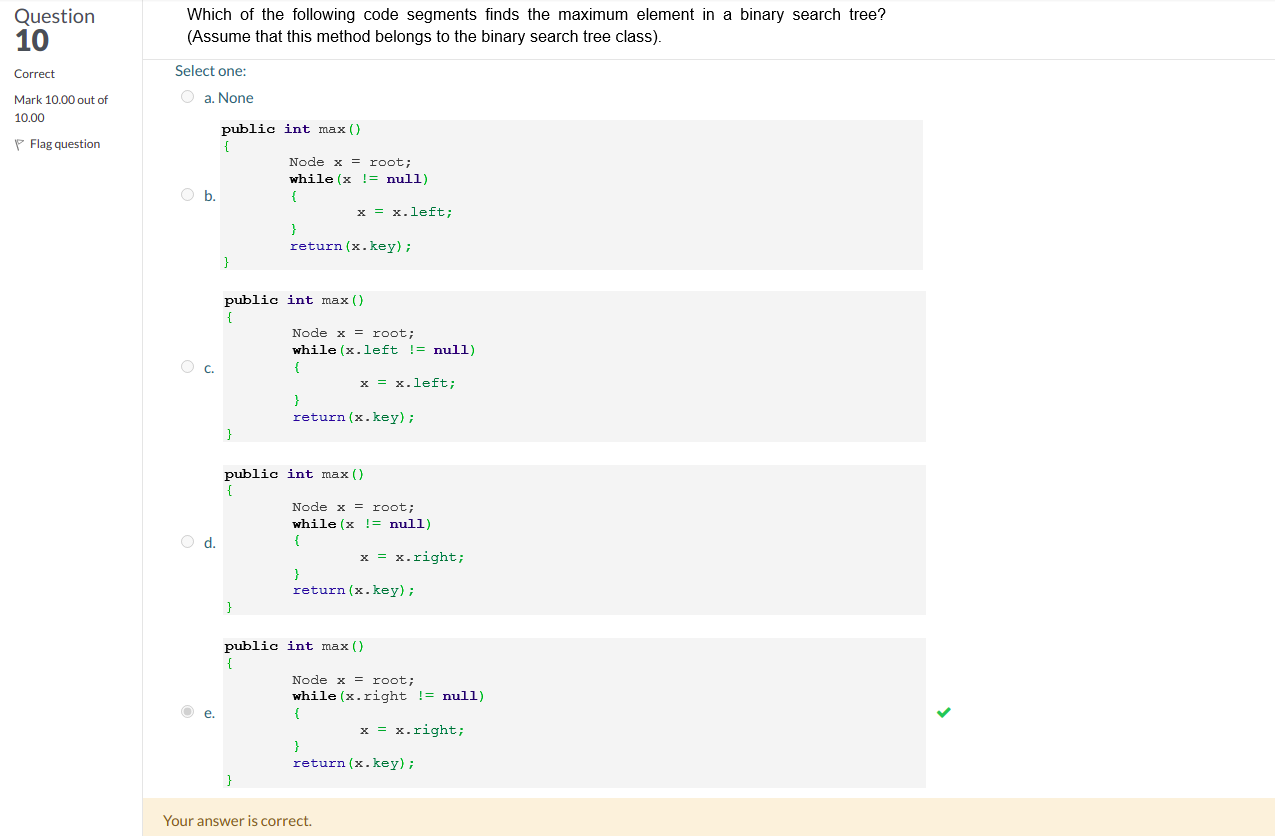 Question
10
Correct
Mark 10.00 out of
10.00
Flag question
Which of the following code segments finds the maximum element in a binary search tree?
(Assume that this method belongs to the binary search tree class).
Select one:
a. None
b.
public int max()
{
Node x = root;
while(x != null)
{
x = x.left;
}
return(x.key);
}
c.
public int max()
{
Node x = root;
while(x.left != null)
{
x = x.left;
}
return(x.key);
}
d.
public int max()
{
Node x = root;
while(x != null)
{
x = x.right;
}
return(x.key);
}
e.
public int max()
{
Node x = root;
while(x.right != null)
{
x = x.right;
}
return(x.key);
}
Your answer is correct.